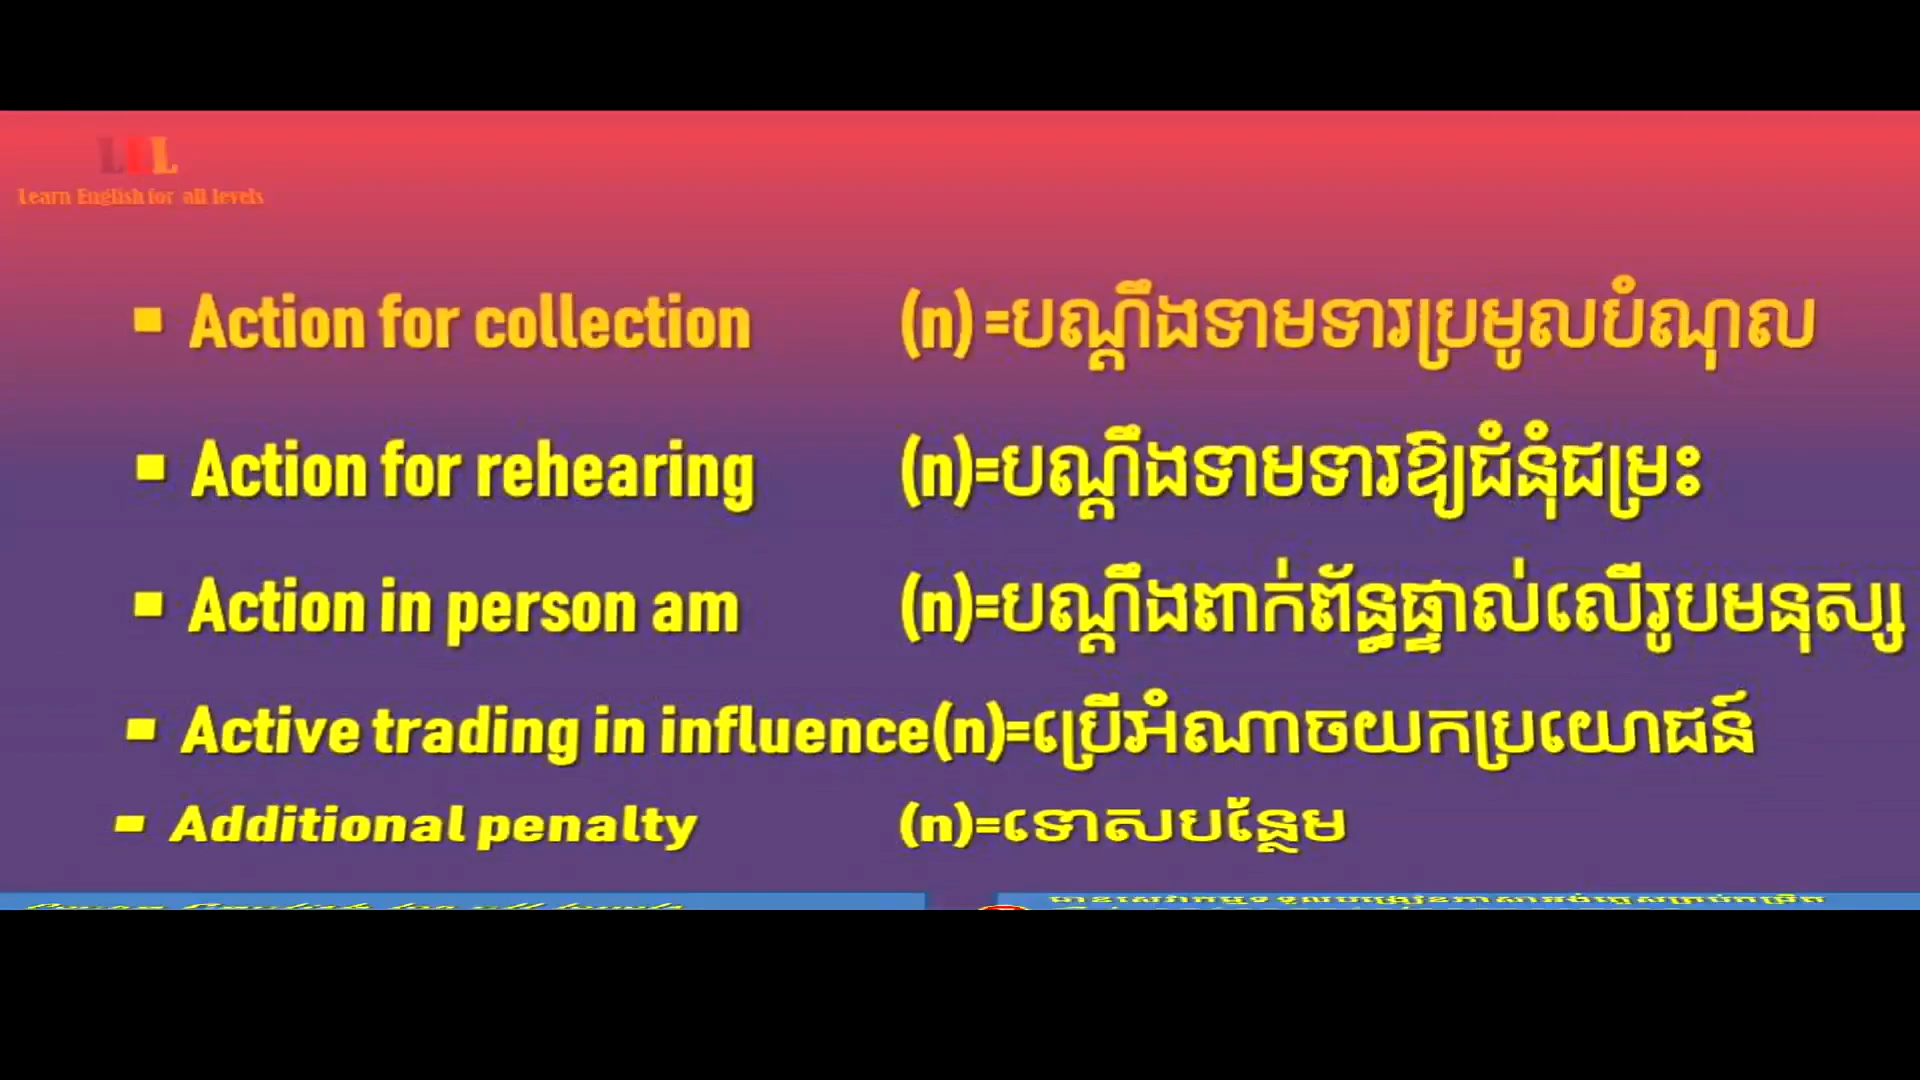 LEL
Learn English for all levels
▪ Action for collection (n) =បណ្តឹងទាមទារប្រមូលបំណុល
▪ Action for rehearing (n)=បណ្តឹងទាមទារឱ្យជំនុំជម្រះ
▪ Action in person am (n)=បណ្តឹងពាក់ព័ន្ធផ្ទាល់លើរូបមនុស្ស
▪ Active trading in influence(n)=ប្រើអំណាចយកប្រយោជន៍
▪ Additional penalty (n)=ទោសបន្ថែម